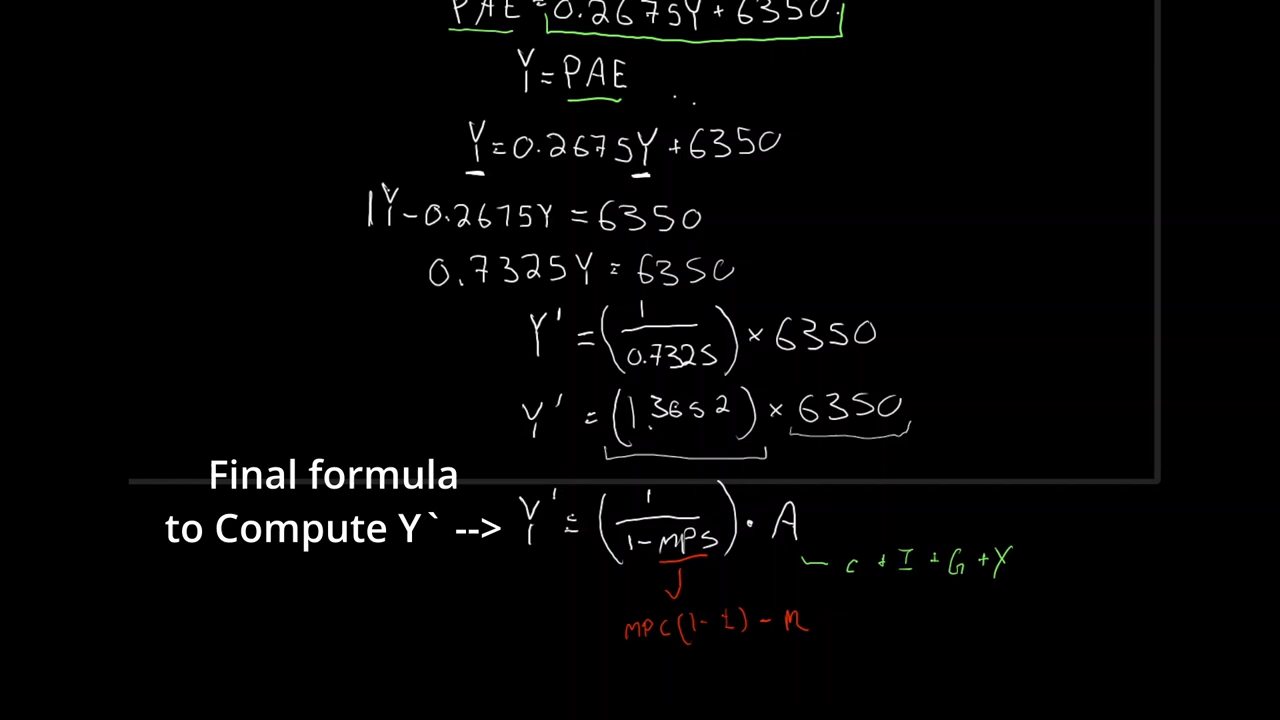 PAE = 0.2675Y + 6350.
Y = PAE
Y = 0.2675Y + 6350
1Y - 0.2675Y = 6350
0.7325Y = 6350
Y' = (1/0.7325) × 6350
Y' = (1.3652) × 6350
Final formula
to Compute Y` --> Y' = (1/1-MPS) · A
C + I + G + X
MPC(1-t) - m